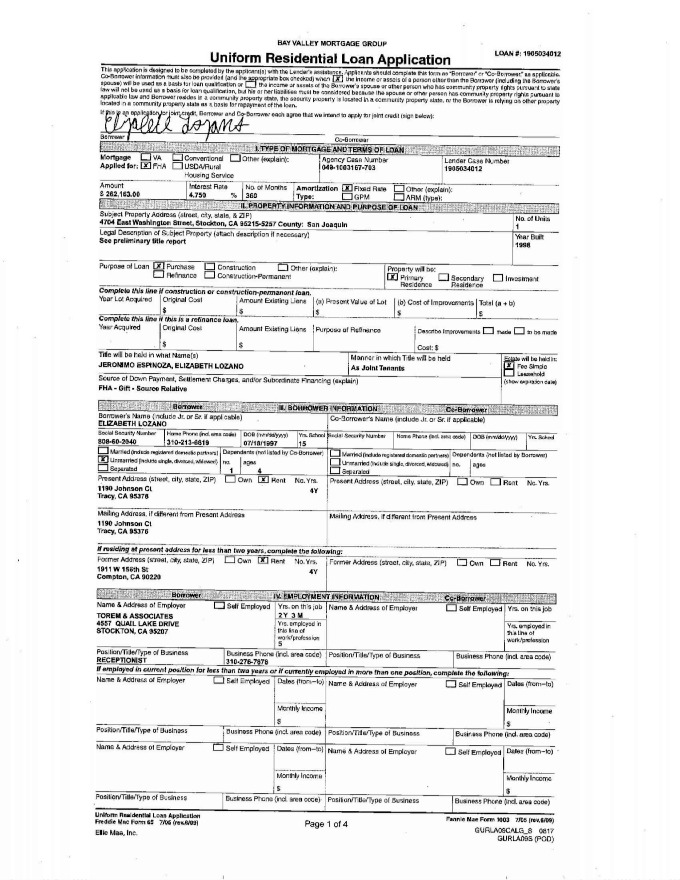 BAY VALLEY MORTGAGE GROUP
LOAN #: 1905034012
Uniform Residential Loan Application
This application is designed to be completed by the applicant(s) with the Lender's assistance. Applicants should complete this form as "Borrower" or "Co-Borrower" as applicable.
Co-Borrower information must also be provided (and the appropriate box checked) when X the income or assets of a person other than the Borrower (including the Borrower's
spouse) will be used as a basis for loan qualification or the income or assets of the Borrower's spouse or other person who has community property rights pursuant to state
law will not be used as a basis for loan qualification, but his or her liabilities must be considered because the spouse or other person has community property rights pursuant to
applicable law and Borrower resides in a community property state, the security property is located in a community property state, or the Borrower is relying on other property
located in a community property state as a basis for repayment of the loan.
If this is an application for joint credit, Borrower and Co-Borrower each agree that we intend to apply for joint credit (sign below):
Borrower Co-Borrower
I. TYPE OF MORTGAGE AND TERMS OF LOAN
Mortgage VA Conventional Other (explain): Agency Case Number Lender Case Number
Applied for: X FHA USDA/Rural 049-1003167-703 1905034012
Housing Service
Amount Interest Rate No. of Months Amortization X Fixed Rate Other (explain):
$ 262,163.00 4.750 % 360 Type: GPM ARM (type):
II. PROPERTY INFORMATION AND PURPOSE OF LOAN
Subject Property Address (street, city, state, & ZIP) No. of Units
4704 East Washington Street, Stockton, CA 95215-5257 County: San Joaquin 1
Legal Description of Subject Property (attach description if necessary) Year Built
See preliminary title report 1998
Purpose of Loan X Purchase Construction Other (explain): Property will be:
Refinance Construction-Permanent X Primary Residence Secondary Residence Investment
Complete this line if construction or construction-permanent loan.
Year Lot Acquired Original Cost Amount Existing Liens (a) Present Value of Lot (b) Cost of Improvements Total (a + b)
$ $ $ $ $
Complete this line if this is a refinance loan.
Year Acquired Original Cost Amount Existing Liens Purpose of Refinance Describe Improvements made to be made
$ $ Cost: $
Title will be held in what Name(s) Manner in which Title will be held Estate will be held in:
JERONIMO ESPINOZA, ELIZABETH LOZANO As Joint Tenants X Fee Simple
Leasehold
Source of Down Payment, Settlement Charges, and/or Subordinate Financing (explain) (show expiration date)
FHA - Gift - Source Relative
Borrower III. BORROWER INFORMATION Co-Borrower
Borrower's Name (include Jr. or Sr. if applicable) Co-Borrower's Name (include Jr. or Sr. if applicable)
ELIZABETH LOZANO
Social Security Number Home Phone (incl. area code) DOB (mm/dd/yyyy) Yrs. School Social Security Number Home Phone (incl. area code) DOB (mm/dd/yyyy) Yrs. School
608-60-2040 310-213-6619 07/18/1997 15
Married (include registered domestic partners) Dependents (not listed by Co-Borrower) Married (include registered domestic partners) Dependents (not listed by Borrower)
X Unmarried (include single, divorced, widowed) no. ages Unmarried (include single, divorced, widowed) no. ages
Separated 1 4 Separated
Present Address (street, city, state, ZIP) Own X Rent No. Yrs. Present Address (street, city, state, ZIP) Own Rent No. Yrs.
1190 Johnson Ct 4Y
Tracy, CA 95376
Mailing Address, if different from Present Address Mailing Address, if different from Present Address
1190 Johnson Ct
Tracy, CA 95376
If residing at present address for less than two years, complete the following:
Former Address (street, city, state, ZIP) Own X Rent No. Yrs. Former Address (street, city, state, ZIP) Own Rent No. Yrs.
1911 W 156th St 4Y
Compton, CA 90220
Borrower IV. EMPLOYMENT INFORMATION Co-Borrower
Name & Address of Employer Self Employed Yrs. on this job Name & Address of Employer Self Employed Yrs. on this job
TOREM & ASSOCIATES 2 Y 3 M
4557 QUAIL LAKE DRIVE Yrs. employed in this line of work/profession Yrs. employed in this line of work/profession
STOCKTON, CA 95207 5
Position/Title/Type of Business Business Phone (incl. area code) Position/Title/Type of Business Business Phone (incl. area code)
RECEPTIONIST 310-276-7878
If employed in current position for less than two years or if currently employed in more than one position, complete the following:
Name & Address of Employer Self Employed Dates (from–to) Name & Address of Employer Self Employed Dates (from–to)
Monthly Income Monthly Income
$ $
Position/Title/Type of Business Business Phone (incl. area code) Position/Title/Type of Business Business Phone (incl. area code)
Name & Address of Employer Self Employed Dates (from–to) Name & Address of Employer Self Employed Dates (from–to)
Monthly Income Monthly Income
$ $
Position/Title/Type of Business Business Phone (incl. area code) Position/Title/Type of Business Business Phone (incl. area code)
Uniform Residential Loan Application
Freddie Mac Form 65 7/05 (rev.6/09) Page 1 of 4 Fannie Mae Form 1003 7/05 (rev.6/09)
Ellie Mae, Inc. GURLA09CALG_S 0817
GURLA09S (POD)